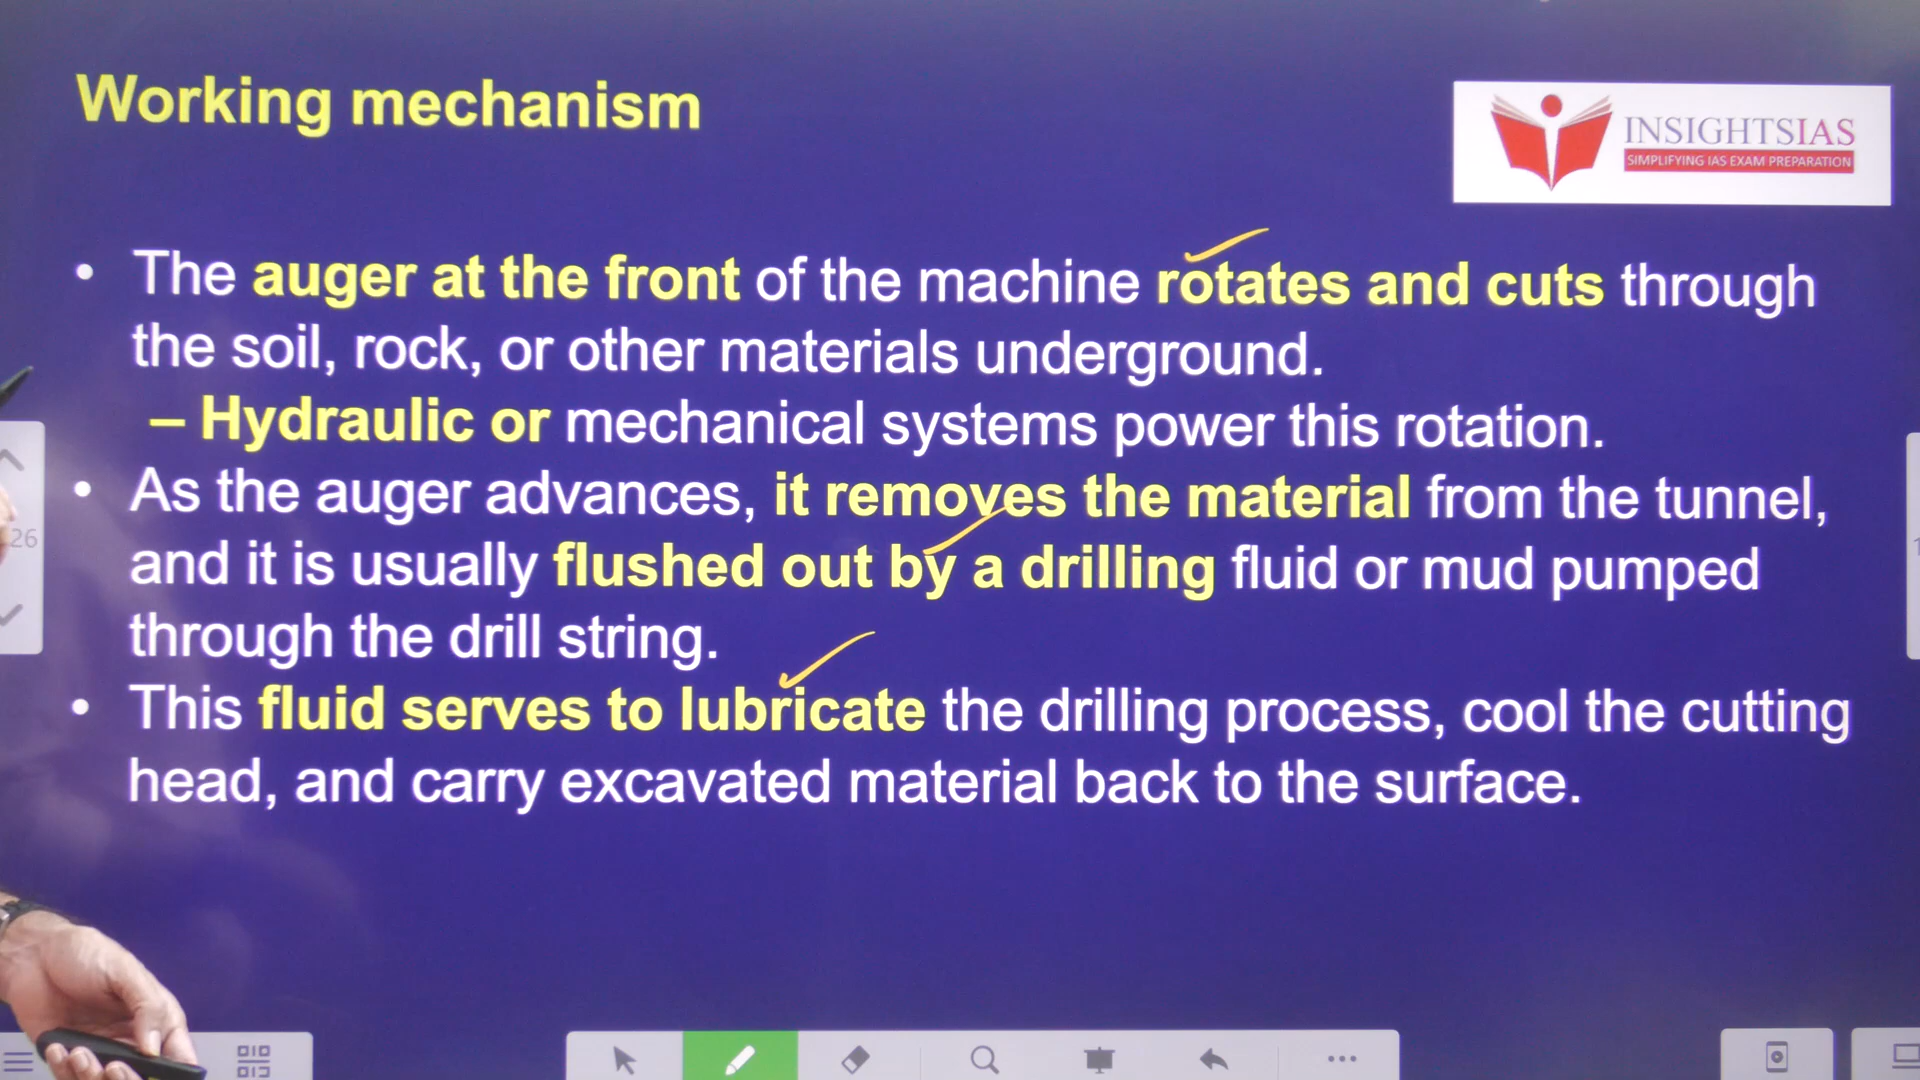 Working mechanism
INSIGHTSIAS
SIMPLIFYING IAS EXAM PREPARATION
• The auger at the front of the machine rotates and cuts through
the soil, rock, or other materials underground.
– Hydraulic or mechanical systems power this rotation.
• As the auger advances, it removes the material from the tunnel,
and it is usually flushed out by a drilling fluid or mud pumped
through the drill string.
• This fluid serves to lubricate the drilling process, cool the cutting
head, and carry excavated material back to the surface.
26